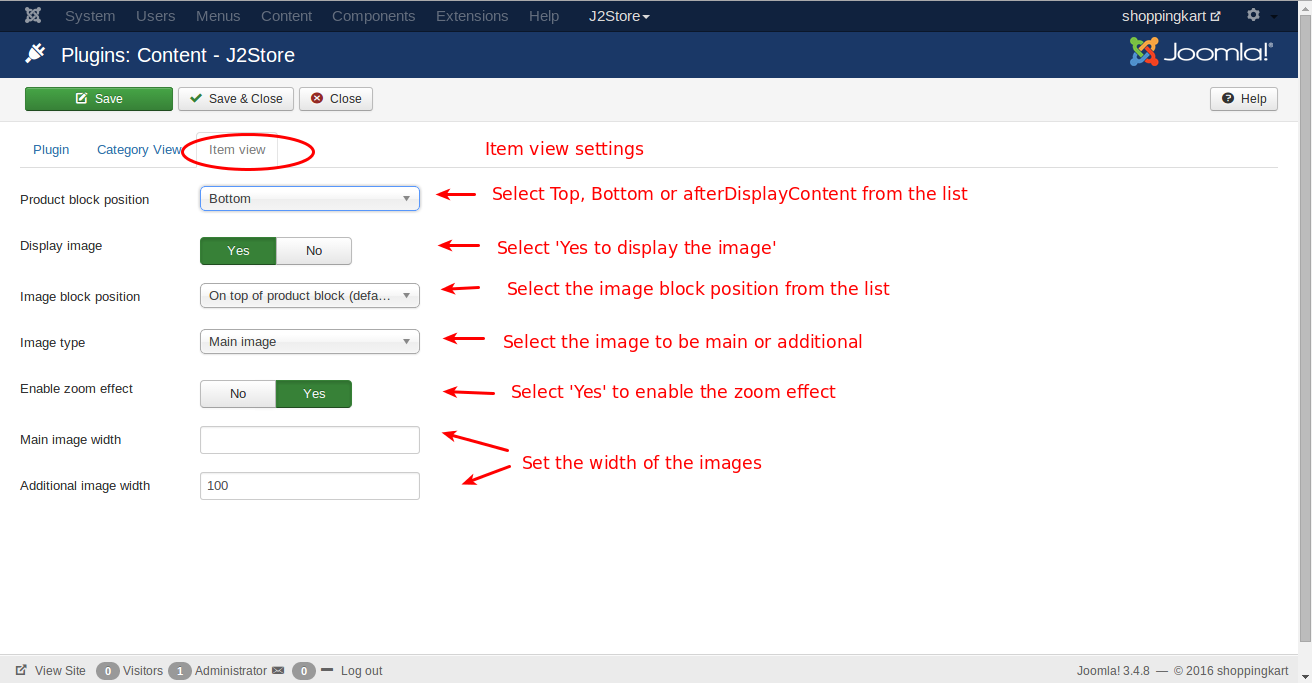 System Users Menus Content Components Extensions Help J2Store shoppingkart
Plugins: Content - J2Store Joomla!®
Save Save & Close Close Help
Plugin Category View Item view Item view settings
Product block position Bottom Select Top, Bottom or afterDisplayContent from the list
Display image Yes No Select 'Yes to display the image'
Image block position On top of product block (defa... Select the image block position from the list
Image type Main image Select the image to be main or additional
Enable zoom effect No Yes Select 'Yes' to enable the zoom effect
Main image width
Set the width of the images
Additional image width 100
View Site 0 Visitors 1 Administrator 0 Log out Joomla! 3.4.8 — © 2016 shoppingkart